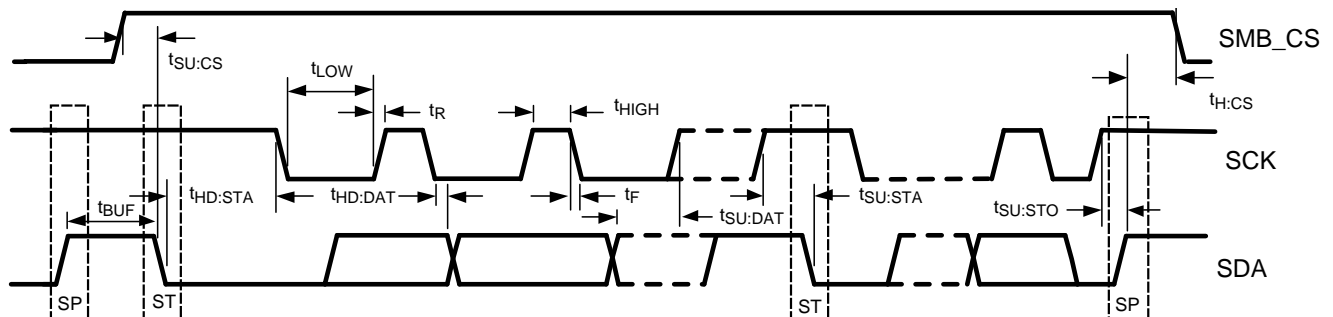 SMB_CS
tSU:CS
tLOW
tR
tHIGH
tH:CS
SCK
tHD:STA
tHD:DAT
tF
tSU:DAT
tSU:STA
tSU:STO
tBUF
SDA
SP
ST
ST
SP